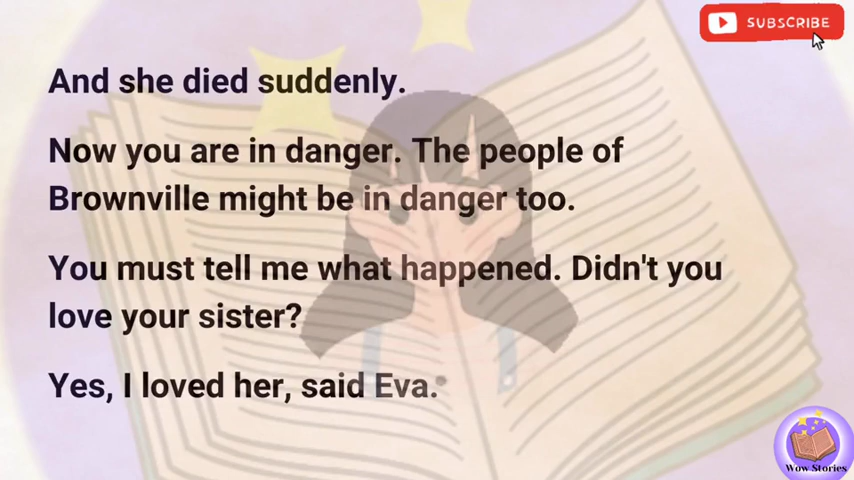 SUBSCRIBE
And she died suddenly.
Now you are in danger. The people of
Brownville might be in danger too.
You must tell me what happened. Didn't you
love your sister?
Yes, I loved her, said Eva.
Wow Stories